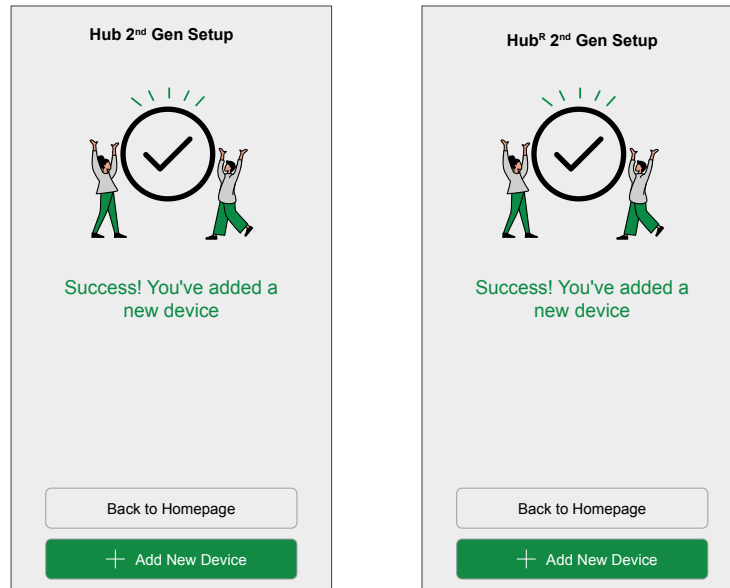 Hub 2ⁿᵈ Gen Setup
Success! You've added a
new device
Back to Homepage
Add New Device
Hubᴿ 2ⁿᵈ Gen Setup
Success! You've added a
new device
Back to Homepage
Add New Device